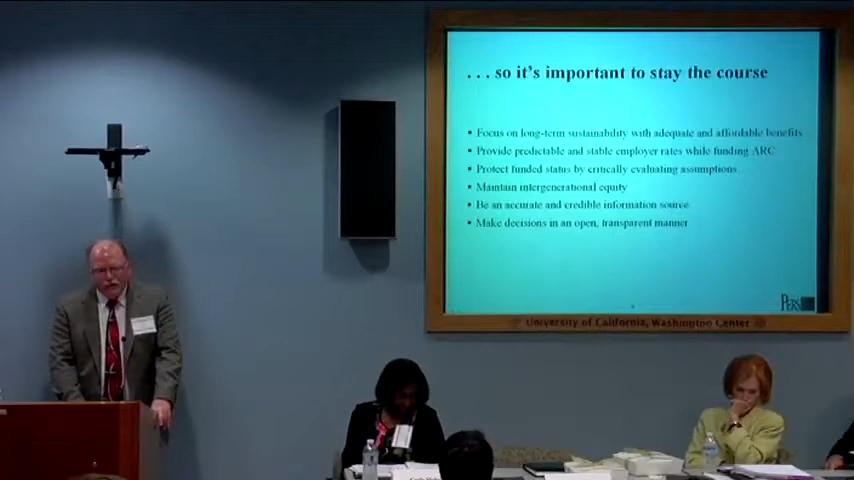 . . . so it's important to stay the course
▪ Focus on long-term sustainability with adequate and affordable benefits
▪ Provide predictable and stable employer rates while funding ARC
▪ Protect funded status by critically evaluating assumptions
▪ Maintain intergenerational equity
▪ Be an accurate and credible information source
▪ Make decisions in an open, transparent manner
PERS
University of California, Washington Center